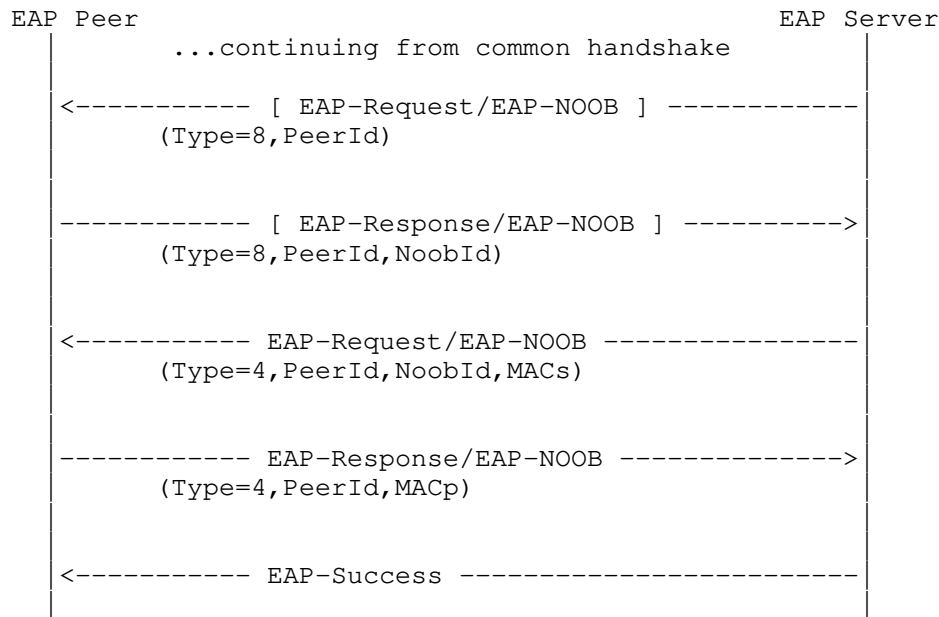 EAP Peer EAP Server
...continuing from common handshake
<----------- [ EAP-Request/EAP-NOOB ] ------------
(Type=8,PeerId)
------------ [ EAP-Response/EAP-NOOB ] ---------->
(Type=8,PeerId,NoobId)
<----------- EAP-Request/EAP-NOOB ----------------
(Type=4,PeerId,NoobId,MACs)
------------ EAP-Response/EAP-NOOB -------------->
(Type=4,PeerId,MACp)
<----------- EAP-Success -------------------------